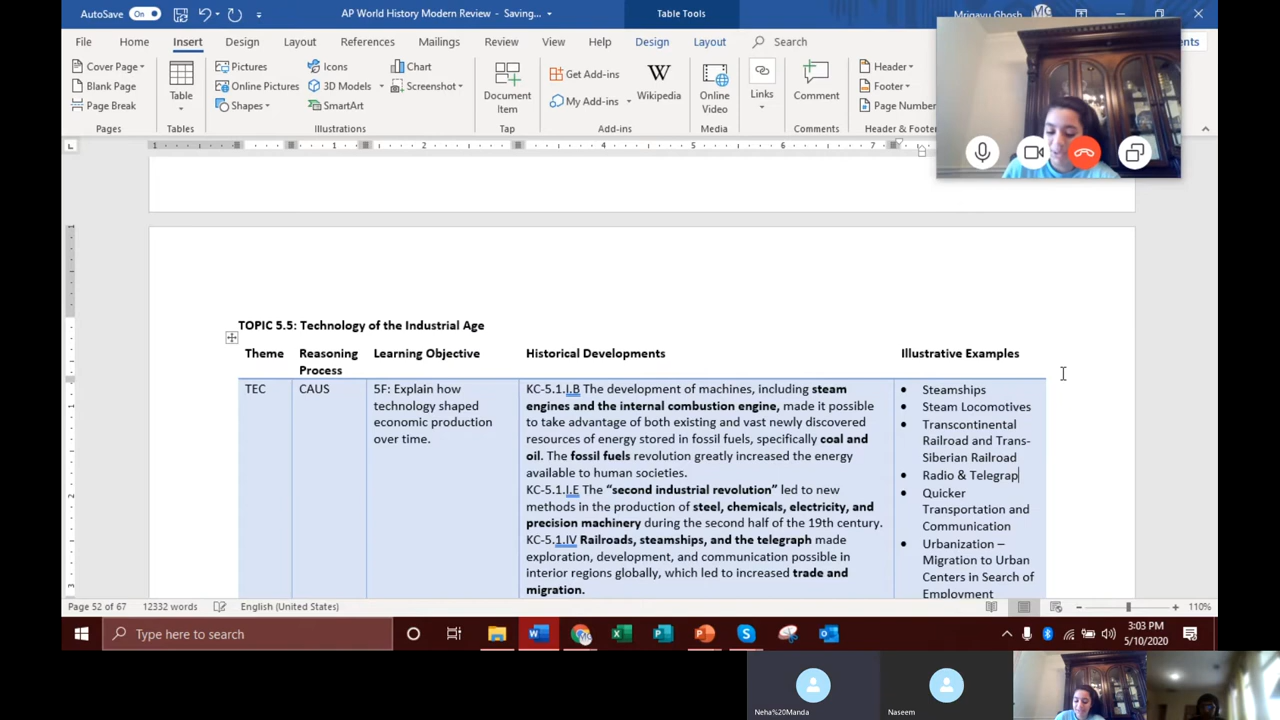 AutoSave On AP World History Modern Review - Saving... Table Tools Mrigavu Ghosh MG
File Home Insert Design Layout References Mailings Review View Help Design Layout Search
Cover Page
Blank Page
Page Break
Pages
Table
Tables
Pictures
Online Pictures
Shapes
Icons
3D Models
SmartArt
Chart
Screenshot
Illustrations
Document
Item
Tap
Get Add-ins
My Add-ins
Wikipedia
Add-ins
Online
Video
Media
Links
Comment
Comments
Header
Footer
Page Number
Header & Footer
TOPIC 5.5: Technology of the Industrial Age
Theme
Reasoning
Process
Learning Objective
Historical Developments
Illustrative Examples
TEC
CAUS
5F: Explain how
technology shaped
economic production
over time.
KC-5.1.I.B The development of machines, including steam
engines and the internal combustion engine, made it possible
to take advantage of both existing and vast newly discovered
resources of energy stored in fossil fuels, specifically coal and
oil. The fossil fuels revolution greatly increased the energy
available to human societies.
KC-5.1.I.E The “second industrial revolution” led to new
methods in the production of steel, chemicals, electricity, and
precision machinery during the second half of the 19th century.
KC-5.1.IV Railroads, steamships, and the telegraph made
exploration, development, and communication possible in
interior regions globally, which led to increased trade and
migration.
• Steamships
• Steam Locomotives
• Transcontinental
Railroad and Trans-
Siberian Railroad
• Radio & Telegrap
• Quicker
Transportation and
Communication
• Urbanization –
Migration to Urban
Centers in Search of
Employment
Page 52 of 67 12332 words English (United States) 110%
Type here to search
3:03 PM
5/10/2020
Neha%20Manda
Naseem